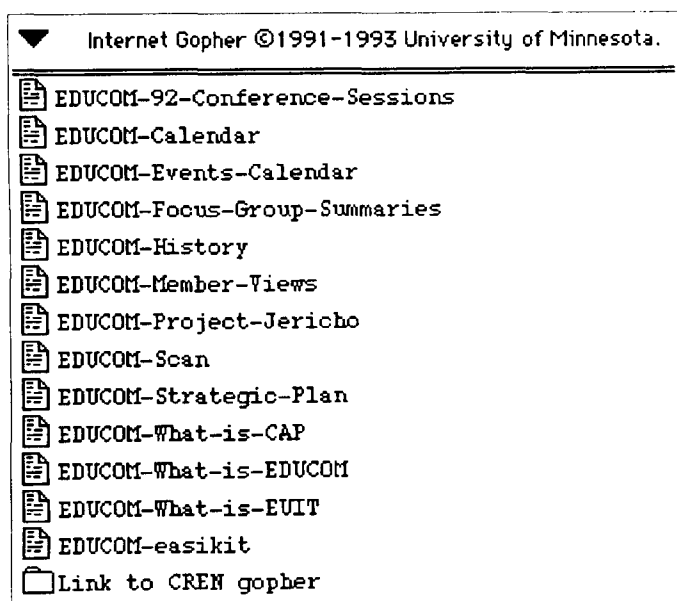 Internet Gopher ©1991-1993 University of Minnesota.
EDUCOM-92-Conference-Sessions
EDUCOM-Calendar
EDUCOM-Events-Calendar
EDUCOM-Focus-Group-Summaries
EDUCOM-History
EDUCOM-Member-Views
EDUCOM-Project-Jericho
EDUCOM-Scan
EDUCOM-Strategic-Plan
EDUCOM-What-is-CAP
EDUCOM-What-is-EDUCOM
EDUCOM-What-is-EUIT
EDUCOM-easikit
Link to CREN gopher